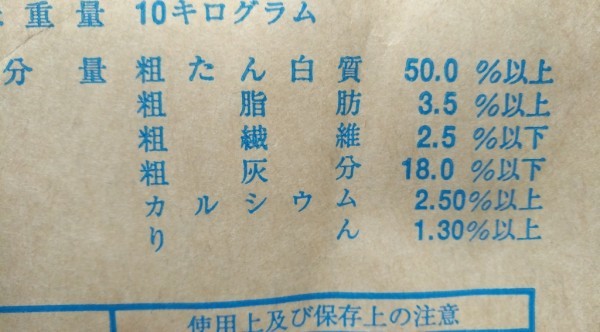 重量 10キログラム
分量 粗たん白質 50.0 %以上
粗脂肪 3.5 %以上
粗繊維 2.5 %以下
粗灰分 18.0 %以下
カルシウム 2.50%以上
りん 1.30%以上
使用上及び保存上の注意